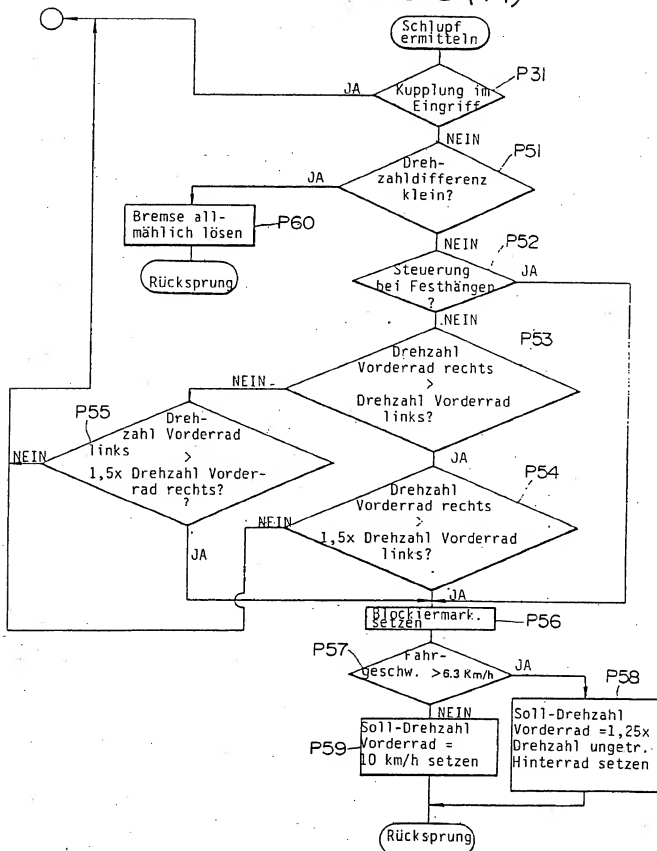 Schlupf
ermitteln
P31
JA
Kupplung im
Eingriff
NEIN
P51
Dreh-
zahldifferenz
klein?
JA
Bremse all-
mählich lösen
P60
Rücksprung
NEIN
P52
Steuerung
bei Festhängen
?
JA
NEIN
P53
Drehzahl
Vorderrad rechts
>
Drehzahl Vorderrad
links?
NEIN
P55
Dreh-
zahl Vorderrad
links
>
1,5x Drehzahl Vorder-
rad rechts?
?
NEIN
JA
JA
P54
Drehzahl
Vorderrad rechts
>
1,5x Drehzahl Vorderrad
links?
NEIN
JA
Blockiermark.
setzen
P56
P57
Fahr-
geschw. > 6.3 Km/h
JA
P58
NEIN
Soll-Drehzahl
Vorderrad =
10 km/h setzen
P59
Soll-Drehzahl
Vorderrad =1,25x
Drehzahl ungetr.
Hinterrad setzen
Rücksprung